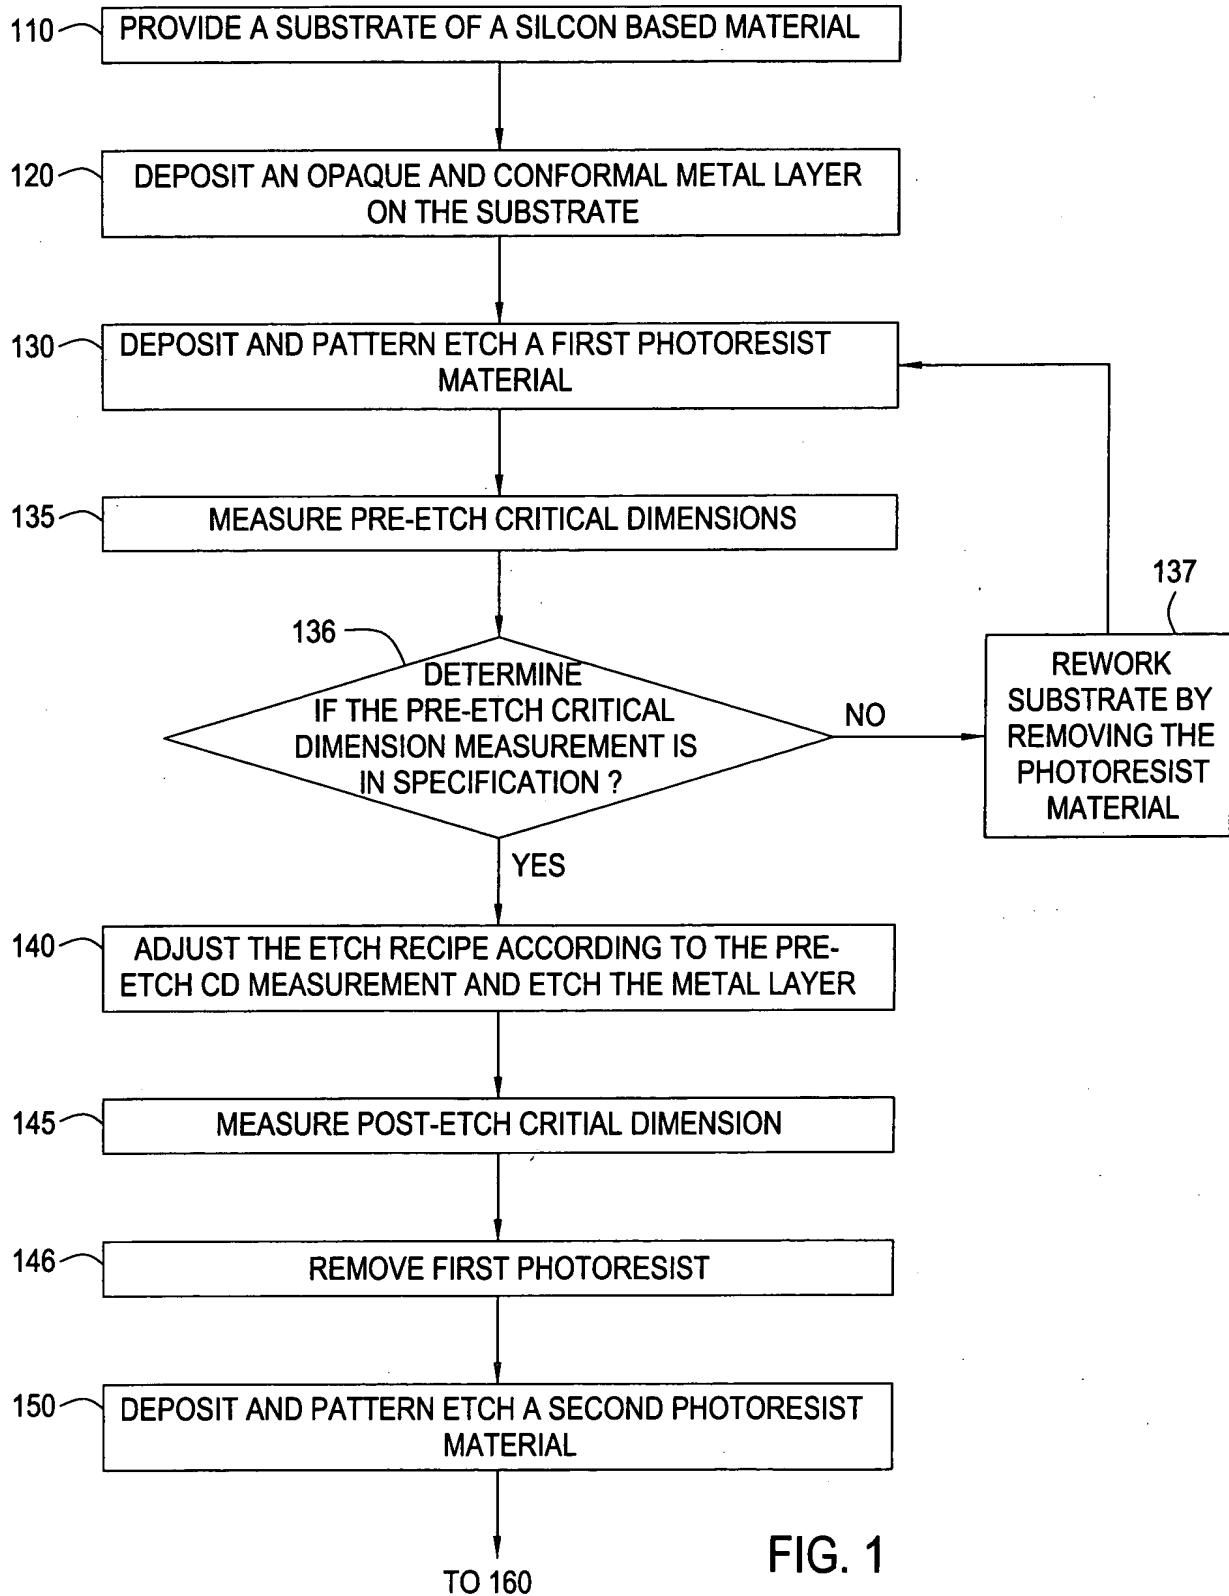 110
PROVIDE A SUBSTRATE OF A SILCON BASED MATERIAL
120
DEPOSIT AN OPAQUE AND CONFORMAL METAL LAYER
ON THE SUBSTRATE
130
DEPOSIT AND PATTERN ETCH A FIRST PHOTORESIST
MATERIAL
135
MEASURE PRE-ETCH CRITICAL DIMENSIONS
136
DETERMINE
IF THE PRE-ETCH CRITICAL
DIMENSION MEASUREMENT IS
IN SPECIFICATION ?
NO
137
REWORK
SUBSTRATE BY
REMOVING THE
PHOTORESIST
MATERIAL
YES
140
ADJUST THE ETCH RECIPE ACCORDING TO THE PRE-
ETCH CD MEASUREMENT AND ETCH THE METAL LAYER
145
MEASURE POST-ETCH CRITIAL DIMENSION
146
REMOVE FIRST PHOTORESIST
150
DEPOSIT AND PATTERN ETCH A SECOND PHOTORESIST
MATERIAL
TO 160
FIG. 1